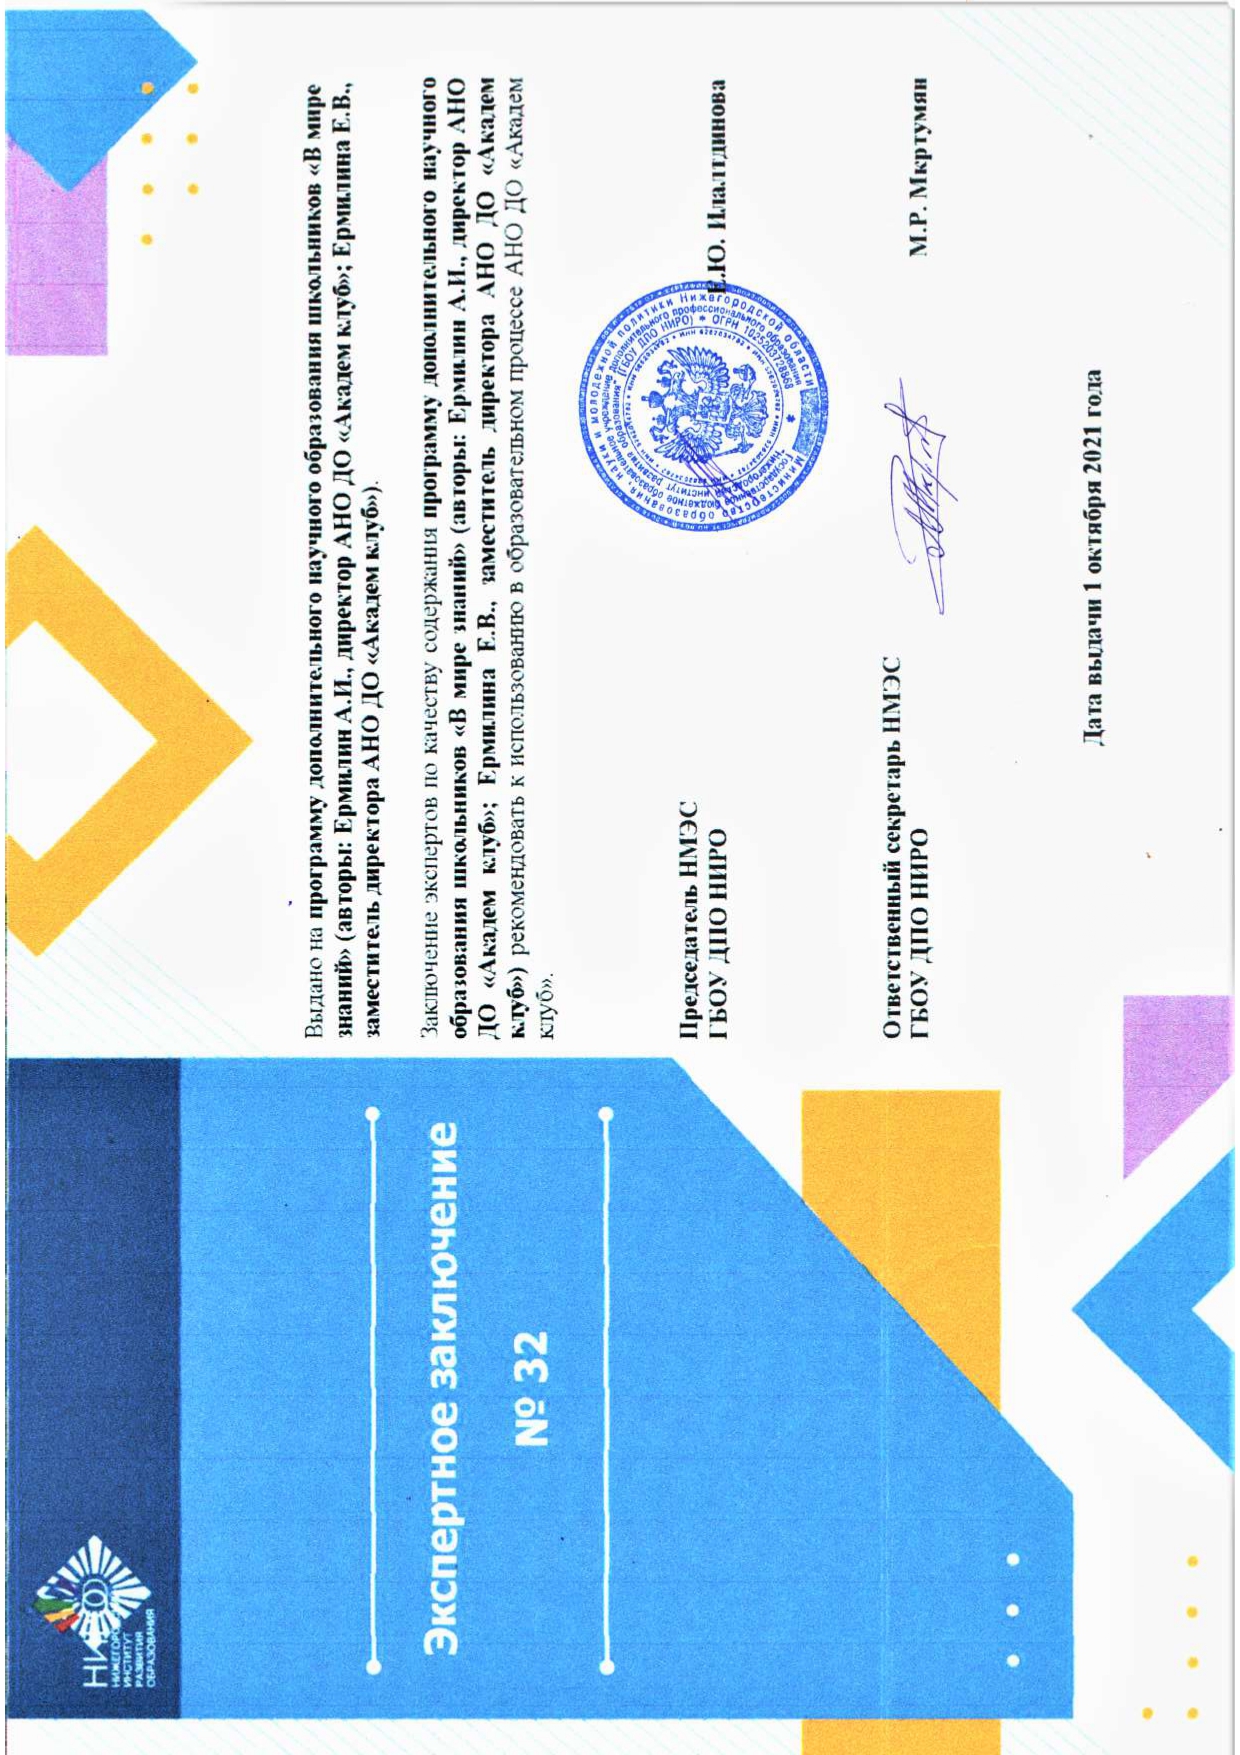 НИРО
НИЖЕГОРОДСКИЙ
ИНСТИТУТ
РАЗВИТИЯ
ОБРАЗОВАНИЯ
Экспертное заключение
№ 32
Выдано на программу дополнительного научного образования школьников «В мире
знаний» (авторы: Ермилин А.И., директор АНО ДО «Академ клуб»; Ермилина Е.В.,
заместитель директора АНО ДО «Академ клуб»).
Заключение экспертов по качеству содержания программу дополнительного научного
образования школьников «В мире знаний» (авторы: Ермилин А.И., директор АНО
ДО «Академ клуб»; Ермилина Е.В., заместитель директора АНО ДО «Академ
клуб») рекомендовать к использованию в образовательном процессе АНО ДО «Академ
клуб».
Председатель НМЭС
ГБОУ ДПО НИРО
Е.Ю. Илалтдинова
Министерство образования, науки и молодежной политики Нижегородской области
Государственное бюджетное образовательное учреждение дополнительного профессионального образования
"Нижегородский институт развития образования" (ГБОУ ДПО НИРО) * ОГРН 1025203728868
Ответственный секретарь НМЭС
ГБОУ ДПО НИРО
М.Р. Мкртумян
Дата выдачи 1 октября 2021 года